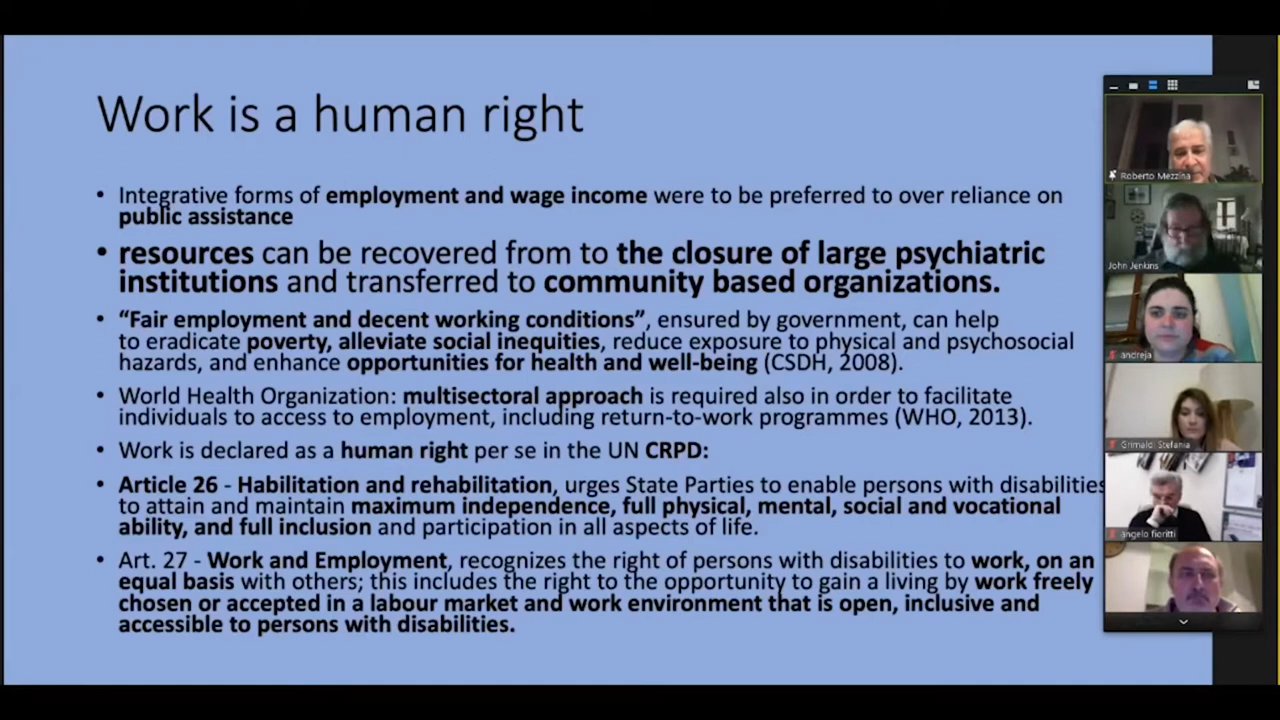 Work is a human right
• Integrative forms of employment and wage income were to be preferred to over reliance on
public assistance
• resources can be recovered from to the closure of large psychiatric
institutions and transferred to community based organizations.
• “Fair employment and decent working conditions”, ensured by government, can help
to eradicate poverty, alleviate social inequities, reduce exposure to physical and psychosocial
hazards, and enhance opportunities for health and well-being (CSDH, 2008).
• World Health Organization: multisectoral approach is required also in order to facilitate
individuals to access to employment, including return-to-work programmes (WHO, 2013).
• Work is declared as a human right per se in the UN CRPD:
• Article 26 - Habilitation and rehabilitation, urges State Parties to enable persons with disabilities
to attain and maintain maximum independence, full physical, mental, social and vocational
ability, and full inclusion and participation in all aspects of life.
• Art. 27 - Work and Employment, recognizes the right of persons with disabilities to work, on an
equal basis with others; this includes the right to the opportunity to gain a living by work freely
chosen or accepted in a labour market and work environment that is open, inclusive and
accessible to persons with disabilities.
Roberto Mezzina
John Jenkins
andreja
Grimaldi Stefania
angelo fioritti